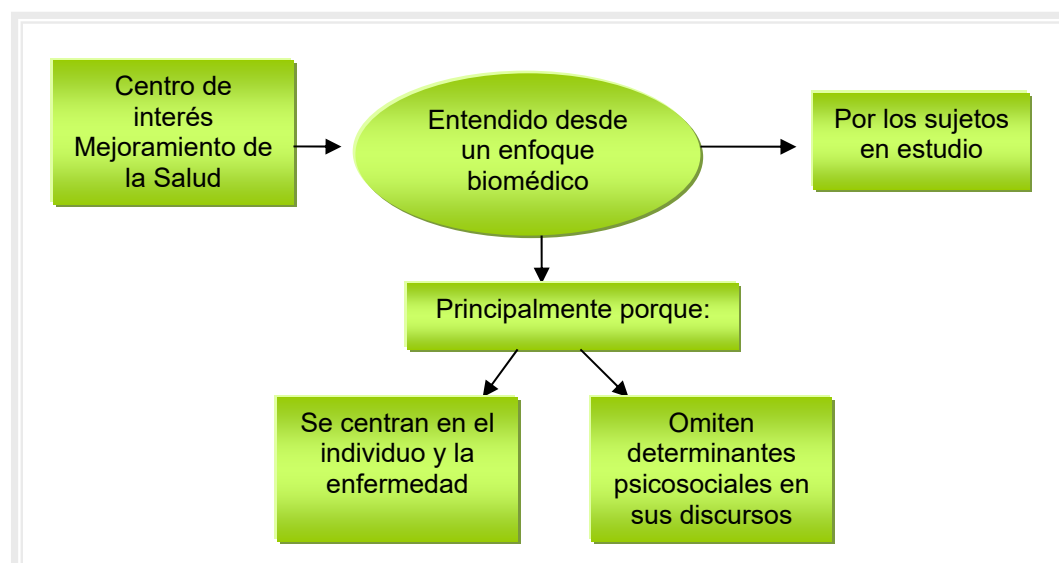 Centro de
interés
Mejoramiento de
la Salud
Entendido desde
un enfoque
biomédico
Por los sujetos
en estudio
Principalmente porque:
Se centran en el
individuo y la
enfermedad
Omiten
determinantes
psicosociales en
sus discursos